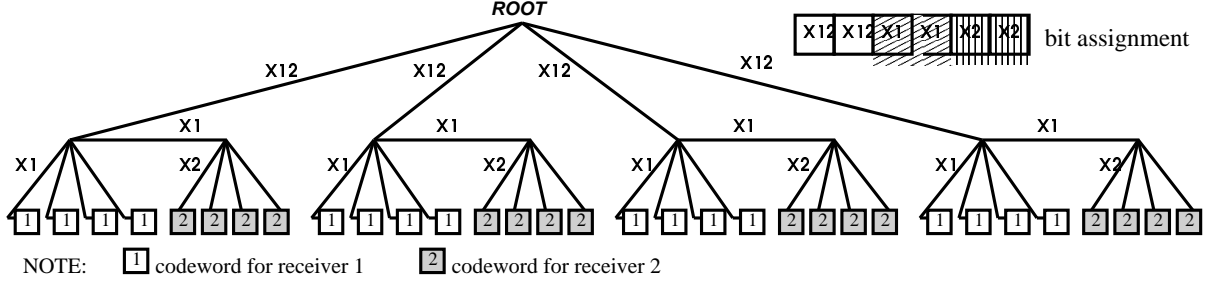 ROOT
X12 X12 X1 X1 X2 X2 bit assignment
X12 X12 X12 X12
X1 X1 X1 X1
X1 X2 X1 X2 X1 X2 X1 X2
1 1 1 1 2 2 2 2 1 1 1 1 2 2 2 2 1 1 1 1 2 2 2 2 1 1 1 1 2 2 2 2
NOTE: 1 codeword for receiver 1 2 codeword for receiver 2